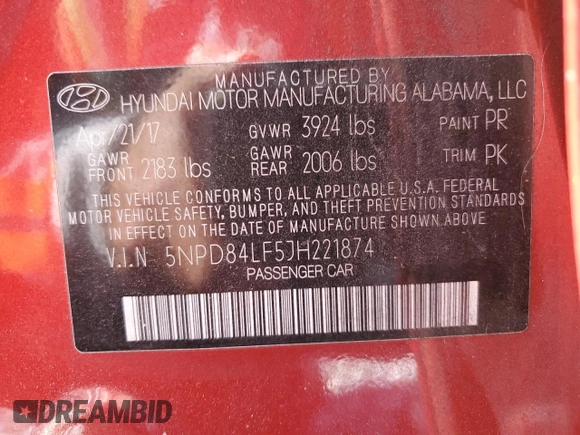 MANUFACTURED BY
HYUNDAI MOTOR MANUFACTURING ALABAMA, LLC
Apr/21/17 GVWR 3924 lbs PAINT PR
GAWR FRONT 2183 lbs GAWR REAR 2006 lbs TRIM PK
THIS VEHICLE CONFORMS TO ALL APPLICABLE U.S.A. FEDERAL
MOTOR VEHICLE SAFETY, BUMPER, AND THEFT PREVENTION STANDARDS
IN EFFECT ON THE DATE OF MANUFACTURE SHOWN ABOVE.
V.I.N 5NPD84LF5JH221874
PASSENGER CAR
DREAMBID